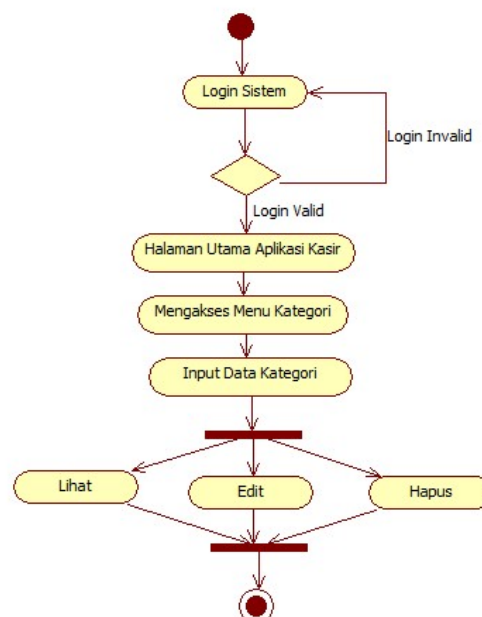 Login Sistem
Login Invalid
Login Valid
Halaman Utama Aplikasi Kasir
Mengakses Menu Kategori
Input Data Kategori
Lihat
Edit
Hapus